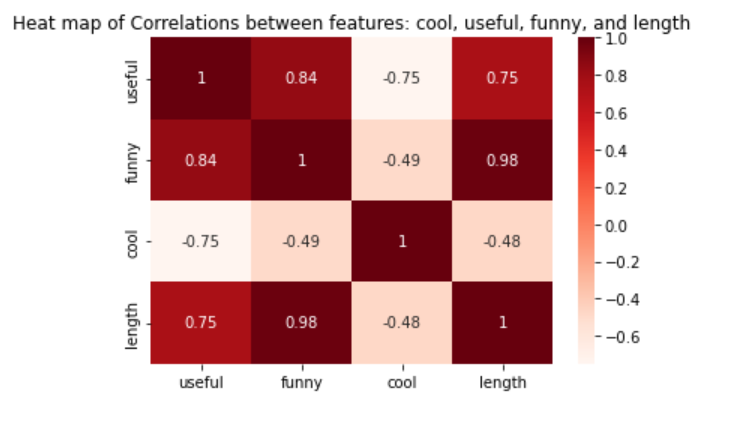 Heat map of Correlations between features: cool, useful, funny, and length
useful 1 0.84 -0.75 0.75
funny 0.84 1 -0.49 0.98
cool -0.75 -0.49 1 -0.48
length 0.75 0.98 -0.48 1
useful funny cool length
1.0
0.8
0.6
0.4
0.2
0.0
−0.2
−0.4
−0.6